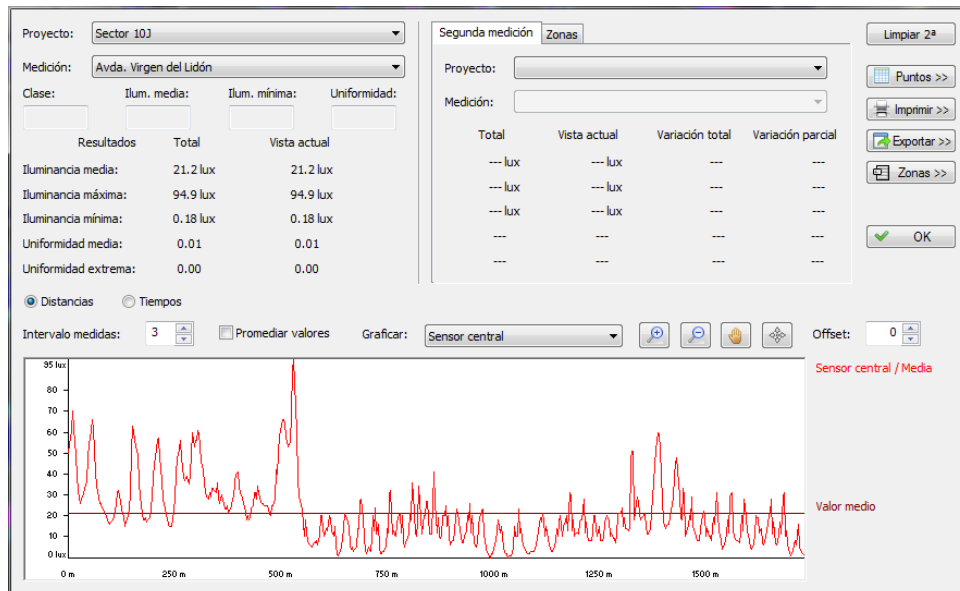 Proyecto: Sector 10J
Medición: Avda. Virgen del Lidón
Clase: Ilum. media: Ilum. mínima: Uniformidad:
Resultados Total Vista actual
Iluminancia media: 21.2 lux 21.2 lux
Iluminancia máxima: 94.9 lux 94.9 lux
Iluminancia mínima: 0.18 lux 0.18 lux
Uniformidad media: 0.01 0.01
Uniformidad extrema: 0.00 0.00
Segunda medición Zonas
Proyecto:
Medición:
Total Vista actual Variación total Variación parcial
--- lux --- lux --- ---
--- lux --- lux --- ---
--- lux --- lux --- ---
--- --- --- ---
--- --- --- ---
Limpiar 2ª
Puntos >>
Imprimir >>
Exportar >>
Zonas >>
OK
Distancias Tiempos
Intervalo medidas: 3 Promediar valores Graficar: Sensor central Offset: 0
95 lux
80
70
60
50
40
30
20
10
0 lux
0 m 250 m 500 m 750 m 1000 m 1250 m 1500 m
Sensor central / Media
Valor medio